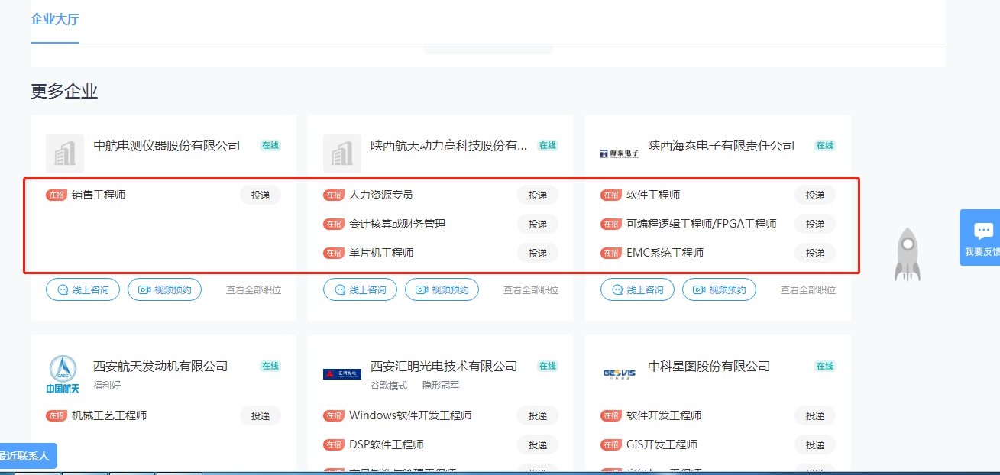 企业大厅
更多企业
中航电测仪器股份有限公司 在线
在招 销售工程师 投递
线上咨询 视频预约 查看全部职位
陕西航天动力高科技股份有... 在线
在招 人力资源专员 投递
在招 会计核算或财务管理 投递
在招 单片机工程师 投递
线上咨询 视频预约 查看全部职位
海泰电子
陕西海泰电子有限责任公司 在线
在招 软件工程师 投递
在招 可编程逻辑工程师/FPGA工程师 投递
在招 EMC系统工程师 投递
线上咨询 视频预约 查看全部职位
我要反馈
CASC
中国航天
西安航天发动机有限公司 在线
福利好
在招 机械工艺工程师 投递
汇明光电
西安汇明光电技术有限公司 在线
谷歌模式 隐形冠军
在招 Windows软件开发工程师 投递
在招 DSP软件工程师 投递
GEOVIS
中科星图
中科星图股份有限公司 在线
在招 软件开发工程师 投递
在招 GIS开发工程师 投递
最近联系人